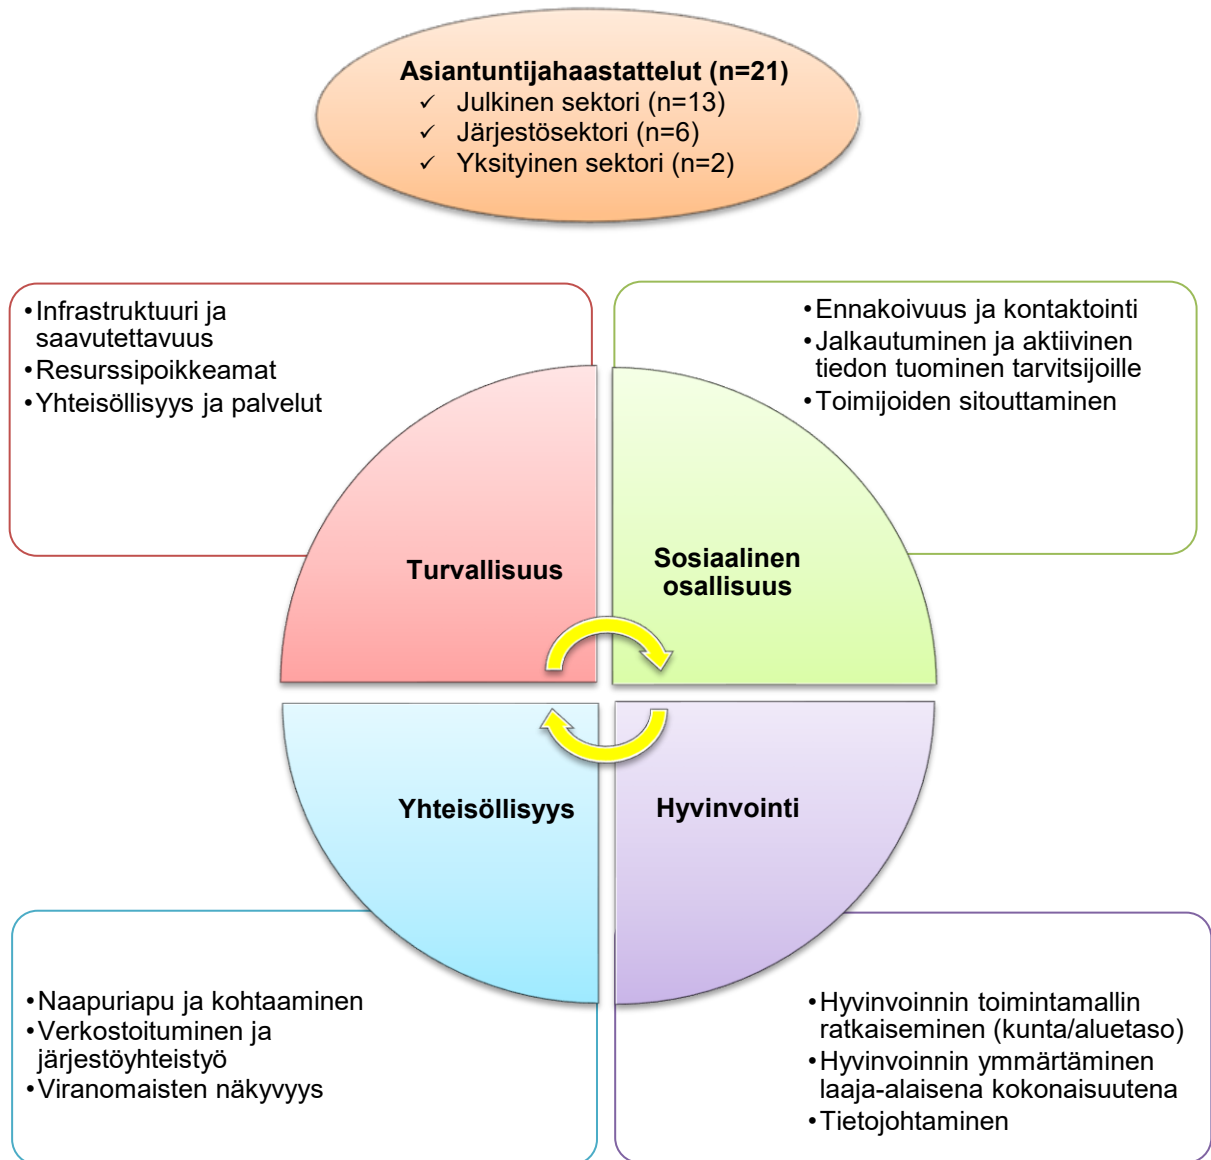 Asiantuntijahaastattelut (n=21)
✓ Julkinen sektori (n=13)
✓ Järjestösektori (n=6)
✓ Yksityinen sektori (n=2)
•Infrastruktuuri ja
saavutettavuus
•Resurssipoikkeamat
•Yhteisöllisyys ja palvelut
•Ennakoivuus ja kontaktointi
•Jalkautuminen ja aktiivinen
tiedon tuominen tarvitsijoille
•Toimijoiden sitouttaminen
Turvallisuus
Sosiaalinen
osallisuus
Yhteisöllisyys
Hyvinvointi
•Naapuriapu ja kohtaaminen
•Verkostoituminen ja
järjestöyhteistyö
•Viranomaisten näkyvyys
•Hyvinvoinnin toimintamallin
ratkaiseminen (kunta/aluetaso)
•Hyvinvoinnin ymmärtäminen
laaja-alaisena kokonaisuutena
•Tietojohtaminen